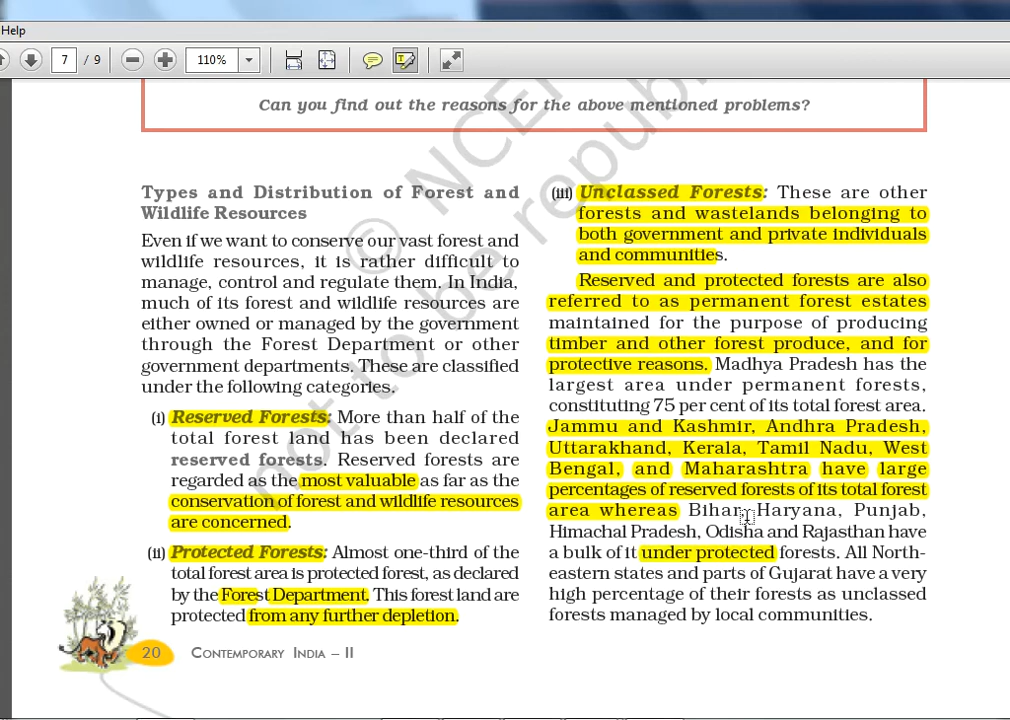 Help
7 / 9
110%
Can you find out the reasons for the above mentioned problems?
Types and Distribution of Forest and
Wildlife Resources
Even if we want to conserve our vast forest and
wildlife resources, it is rather difficult to
manage, control and regulate them. In India,
much of its forest and wildlife resources are
either owned or managed by the government
through the Forest Department or other
government departments. These are classified
under the following categories.
(i) Reserved Forests: More than half of the
total forest land has been declared
reserved forests. Reserved forests are
regarded as the most valuable as far as the
conservation of forest and wildlife resources
are concerned.
(ii) Protected Forests: Almost one-third of the
total forest area is protected forest, as declared
by the Forest Department. This forest land are
protected from any further depletion.
(iii) Unclassed Forests: These are other
forests and wastelands belonging to
both government and private individuals
and communities.
Reserved and protected forests are also
referred to as permanent forest estates
maintained for the purpose of producing
timber and other forest produce, and for
protective reasons. Madhya Pradesh has the
largest area under permanent forests,
constituting 75 per cent of its total forest area.
Jammu and Kashmir, Andhra Pradesh,
Uttarakhand, Kerala, Tamil Nadu, West
Bengal, and Maharashtra have large
percentages of reserved forests of its total forest
area whereas Bihar, Haryana, Punjab,
Himachal Pradesh, Odisha and Rajasthan have
a bulk of it under protected forests. All North-
eastern states and parts of Gujarat have a very
high percentage of their forests as unclassed
forests managed by local communities.
20 CONTEMPORARY INDIA – II
© NCE
not to be republ